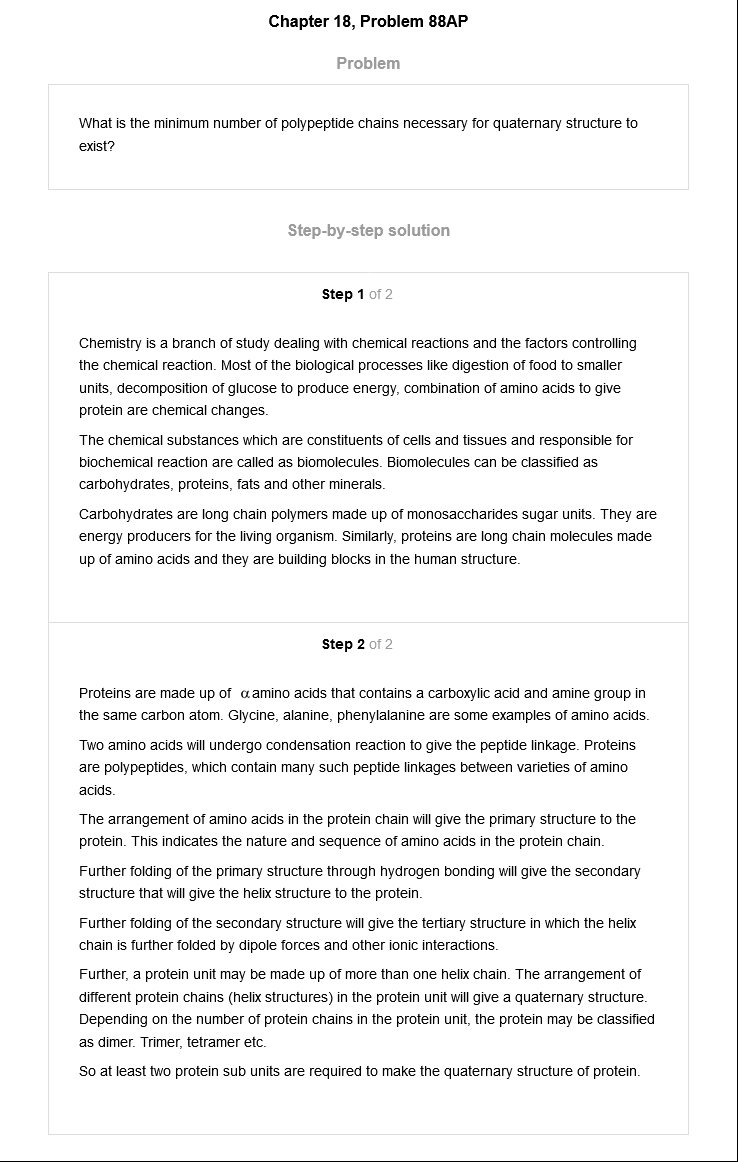 Chapter 18, Problem 88AP
Problem
What is the minimum number of polypeptide chains necessary for quaternary structure to
exist?
Step-by-step solution
Step 1 of 2
Chemistry is a branch of study dealing with chemical reactions and the factors controlling
the chemical reaction. Most of the biological processes like digestion of food to smaller
units, decomposition of glucose to produce energy, combination of amino acids to give
protein are chemical changes.
The chemical substances which are constituents of cells and tissues and responsible for
biochemical reaction are called as biomolecules. Biomolecules can be classified as
carbohydrates, proteins, fats and other minerals.
Carbohydrates are long chain polymers made up of monosaccharides sugar units. They are
energy producers for the living organism. Similarly, proteins are long chain molecules made
up of amino acids and they are building blocks in the human structure.
Step 2 of 2
Proteins are made up of α amino acids that contains a carboxylic acid and amine group in
the same carbon atom. Glycine, alanine, phenylalanine are some examples of amino acids.
Two amino acids will undergo condensation reaction to give the peptide linkage. Proteins
are polypeptides, which contain many such peptide linkages between varieties of amino
acids.
The arrangement of amino acids in the protein chain will give the primary structure to the
protein. This indicates the nature and sequence of amino acids in the protein chain.
Further folding of the primary structure through hydrogen bonding will give the secondary
structure that will give the helix structure to the protein.
Further folding of the secondary structure will give the tertiary structure in which the helix
chain is further folded by dipole forces and other ionic interactions.
Further, a protein unit may be made up of more than one helix chain. The arrangement of
different protein chains (helix structures) in the protein unit will give a quaternary structure.
Depending on the number of protein chains in the protein unit, the protein may be classified
as dimer. Trimer, tetramer etc.
So at least two protein sub units are required to make the quaternary structure of protein.